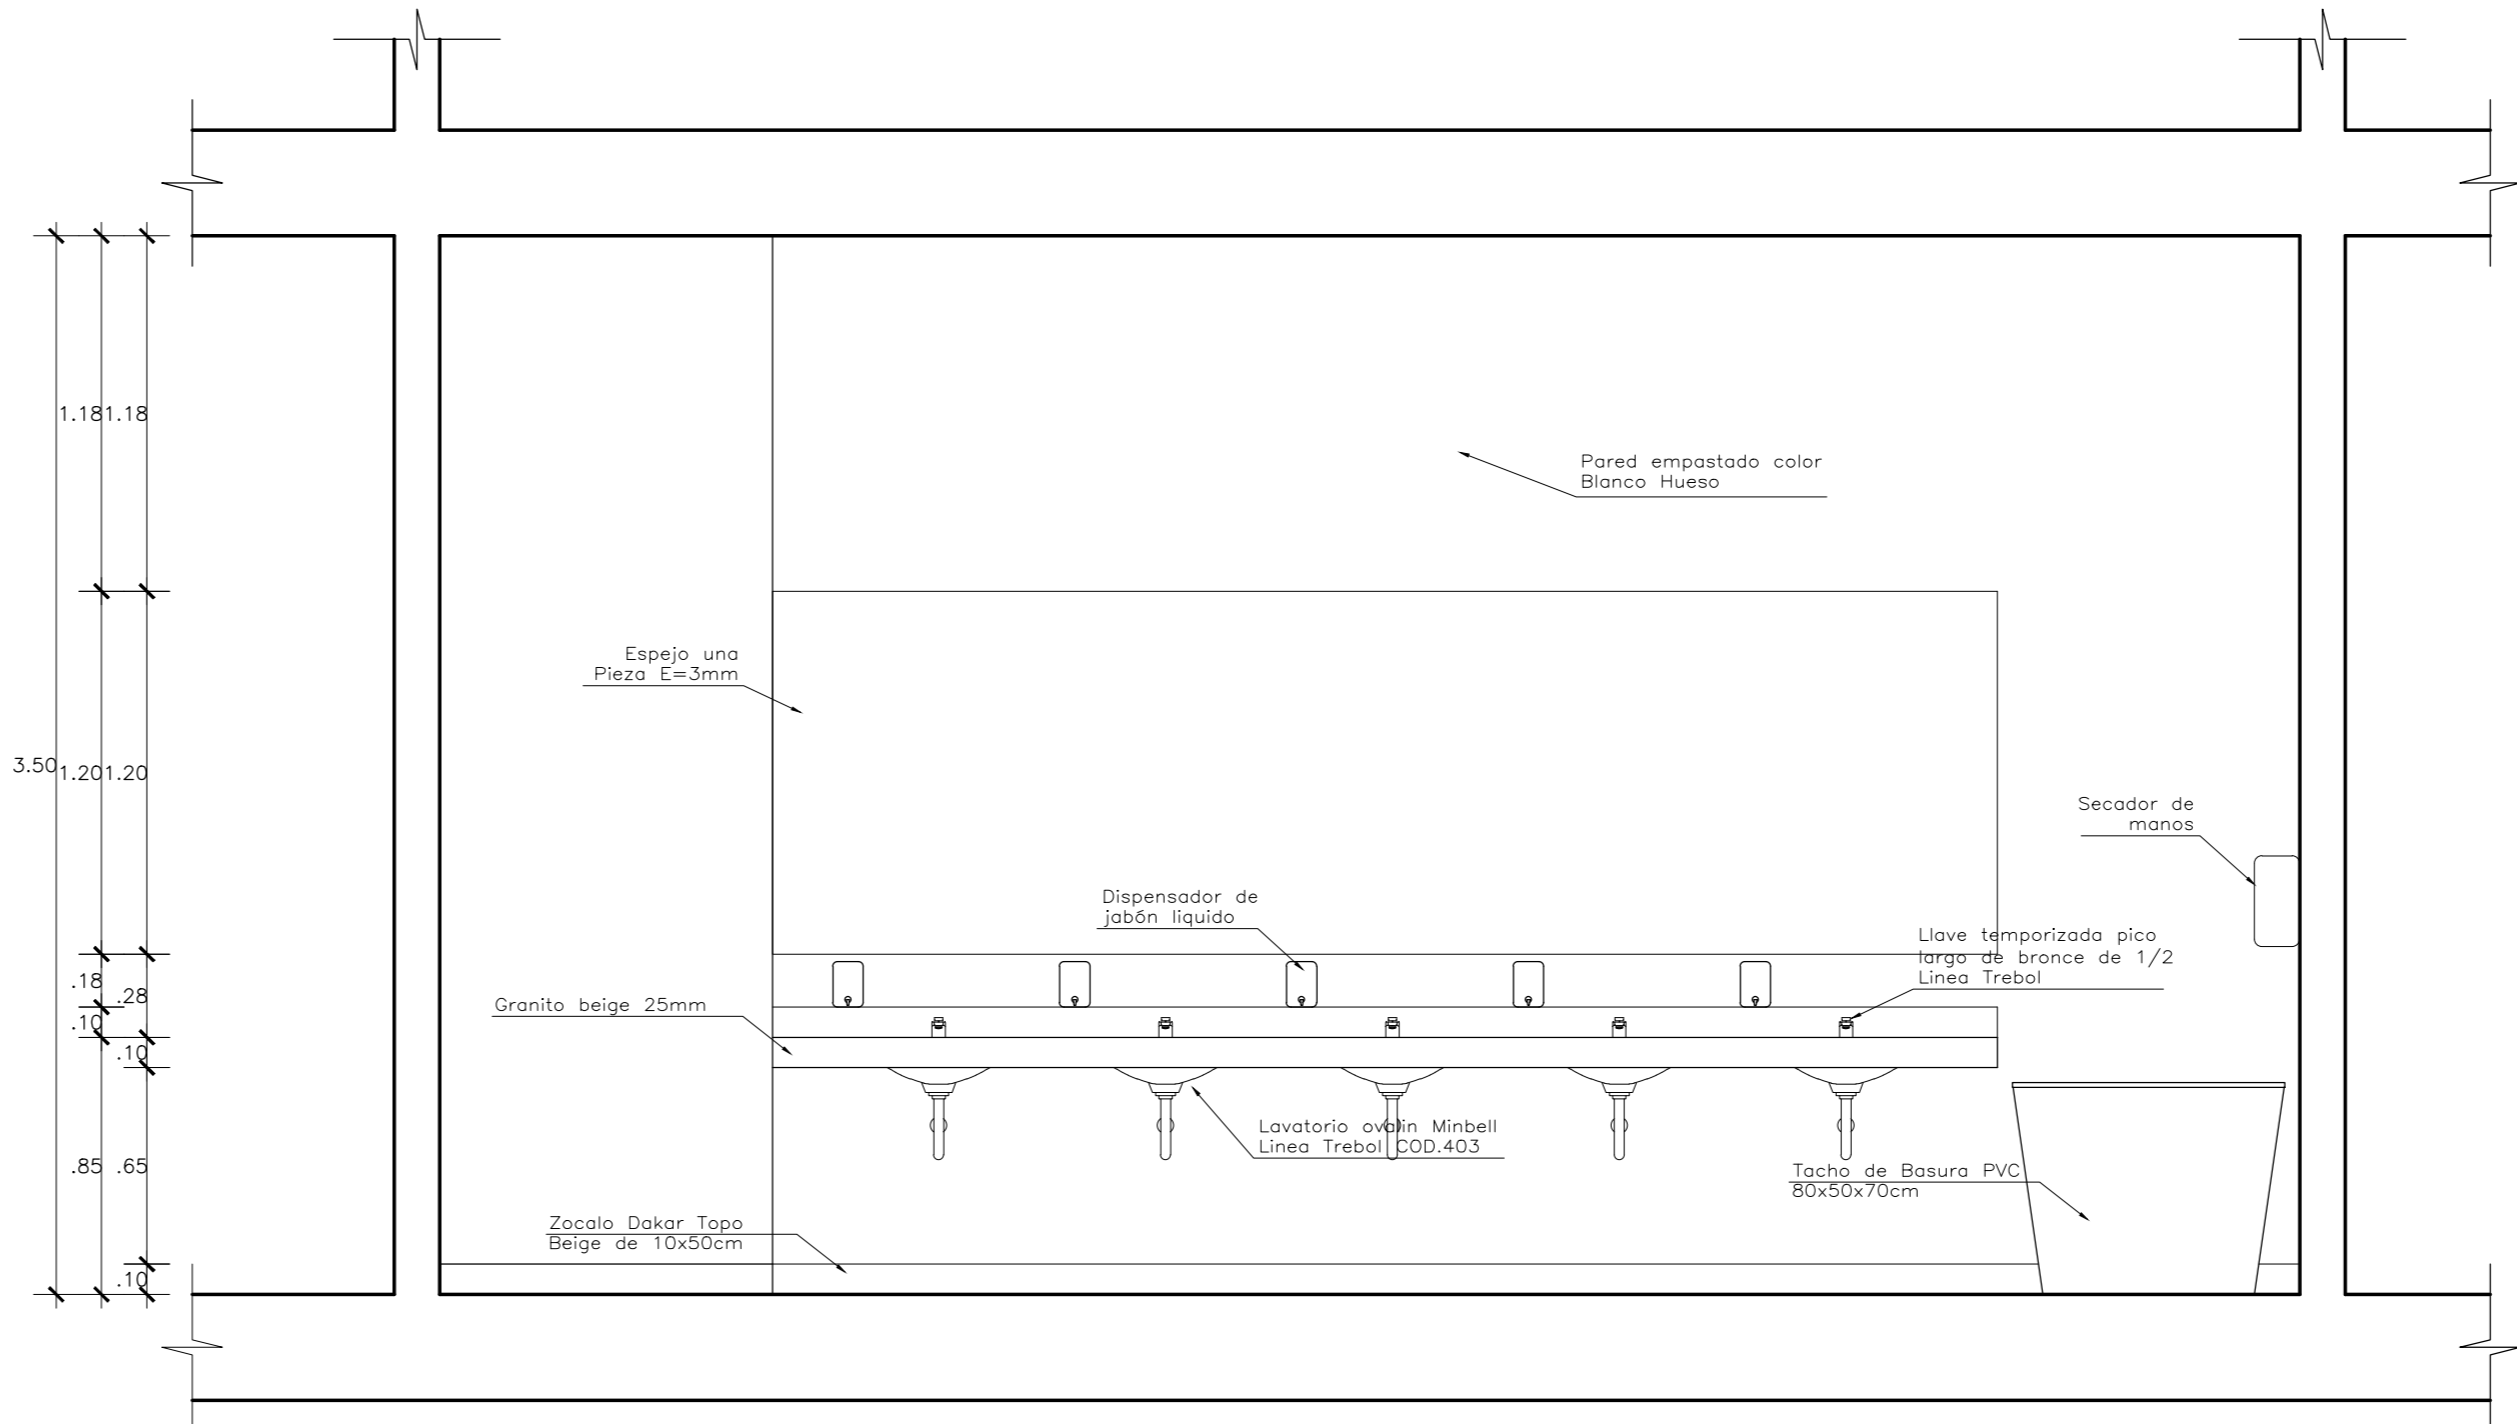 1.18
1.18
Pared empastado color
Blanco Hueso
Espejo una
Pieza E=3mm
3.50
1.20
1.20
Secador de
manos
Dispensador de
jabón liquido
Llave temporizada pico
largo de bronce de 1/2
Linea Trebol
.18
.28
Granito beige 25mm
.10
.10
Lavatorio ovalin Minbell
Linea Trebol COD.403
.85
.65
Tacho de Basura PVC
80x50x70cm
Zocalo Dakar Topo
Beige de 10x50cm
.10